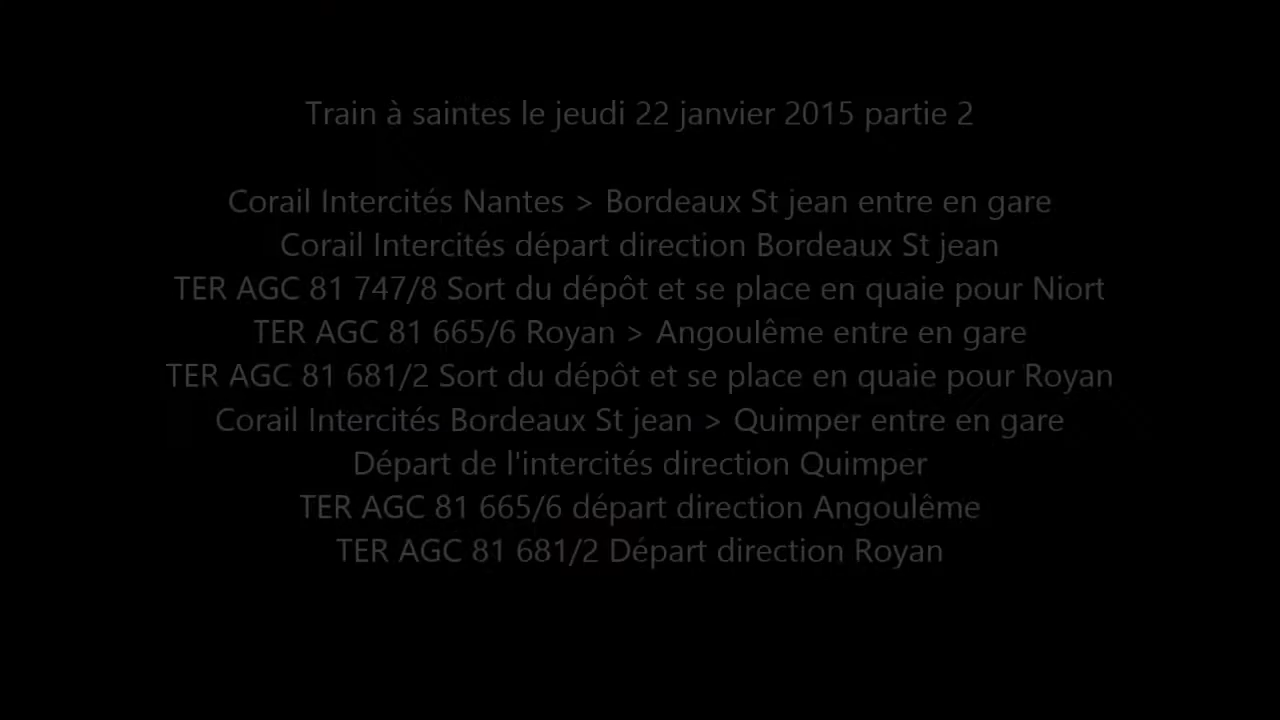 Train à saintes le jeudi 22 janvier 2015 partie 2
Corail Intercités Nantes > Bordeaux St jean entre en gare
Corail Intercités départ direction Bordeaux St jean
TER AGC 81 747/8 Sort du dépôt et se place en quaie pour Niort
TER AGC 81 665/6 Royan > Angoulême entre en gare
TER AGC 81 681/2 Sort du dépôt et se place en quaie pour Royan
Corail Intercités Bordeaux St jean > Quimper entre en gare
Départ de l'intercités direction Quimper
TER AGC 81 665/6 départ direction Angoulême
TER AGC 81 681/2 Départ direction Royan